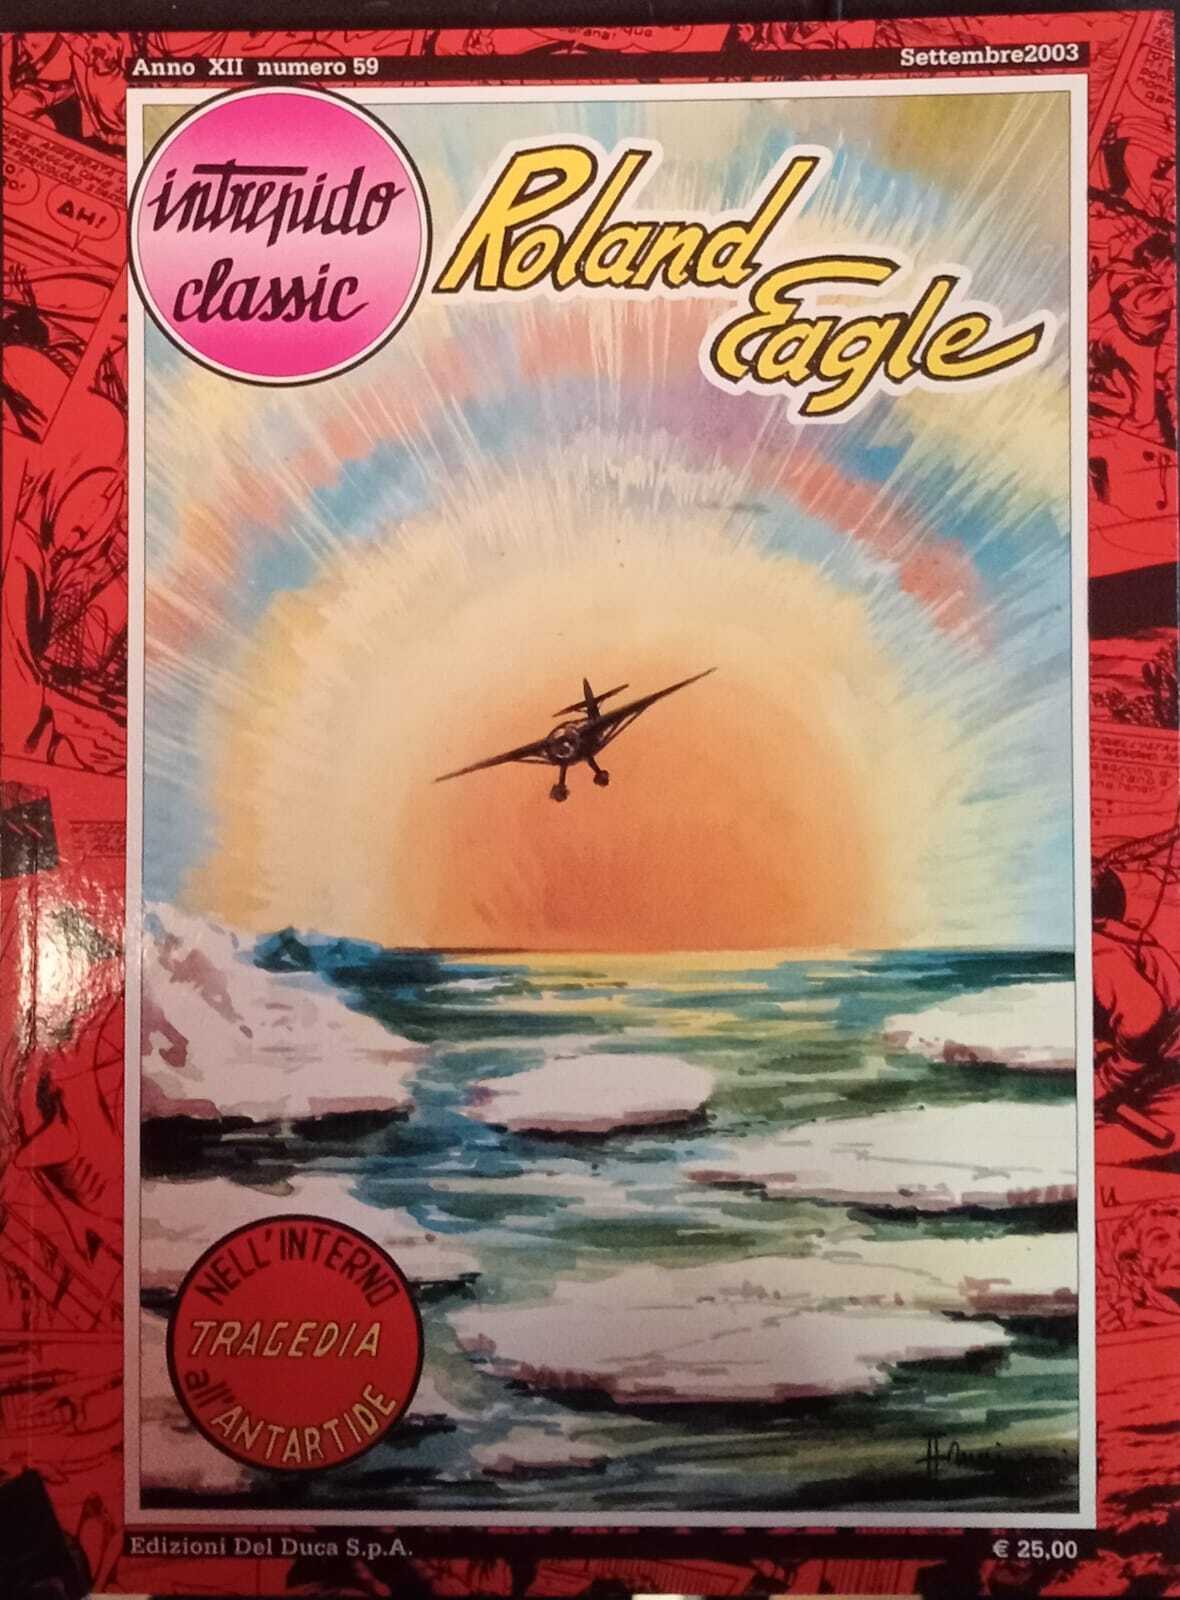 Anno XII numero 59
Settembre2003
intrepido
classic
Roland
Eagle
AH!
NELL'INTERNO
TRAGEDIA
all'ANTARTIDE
Edizioni Del Duca S.p.A.
€ 25,00